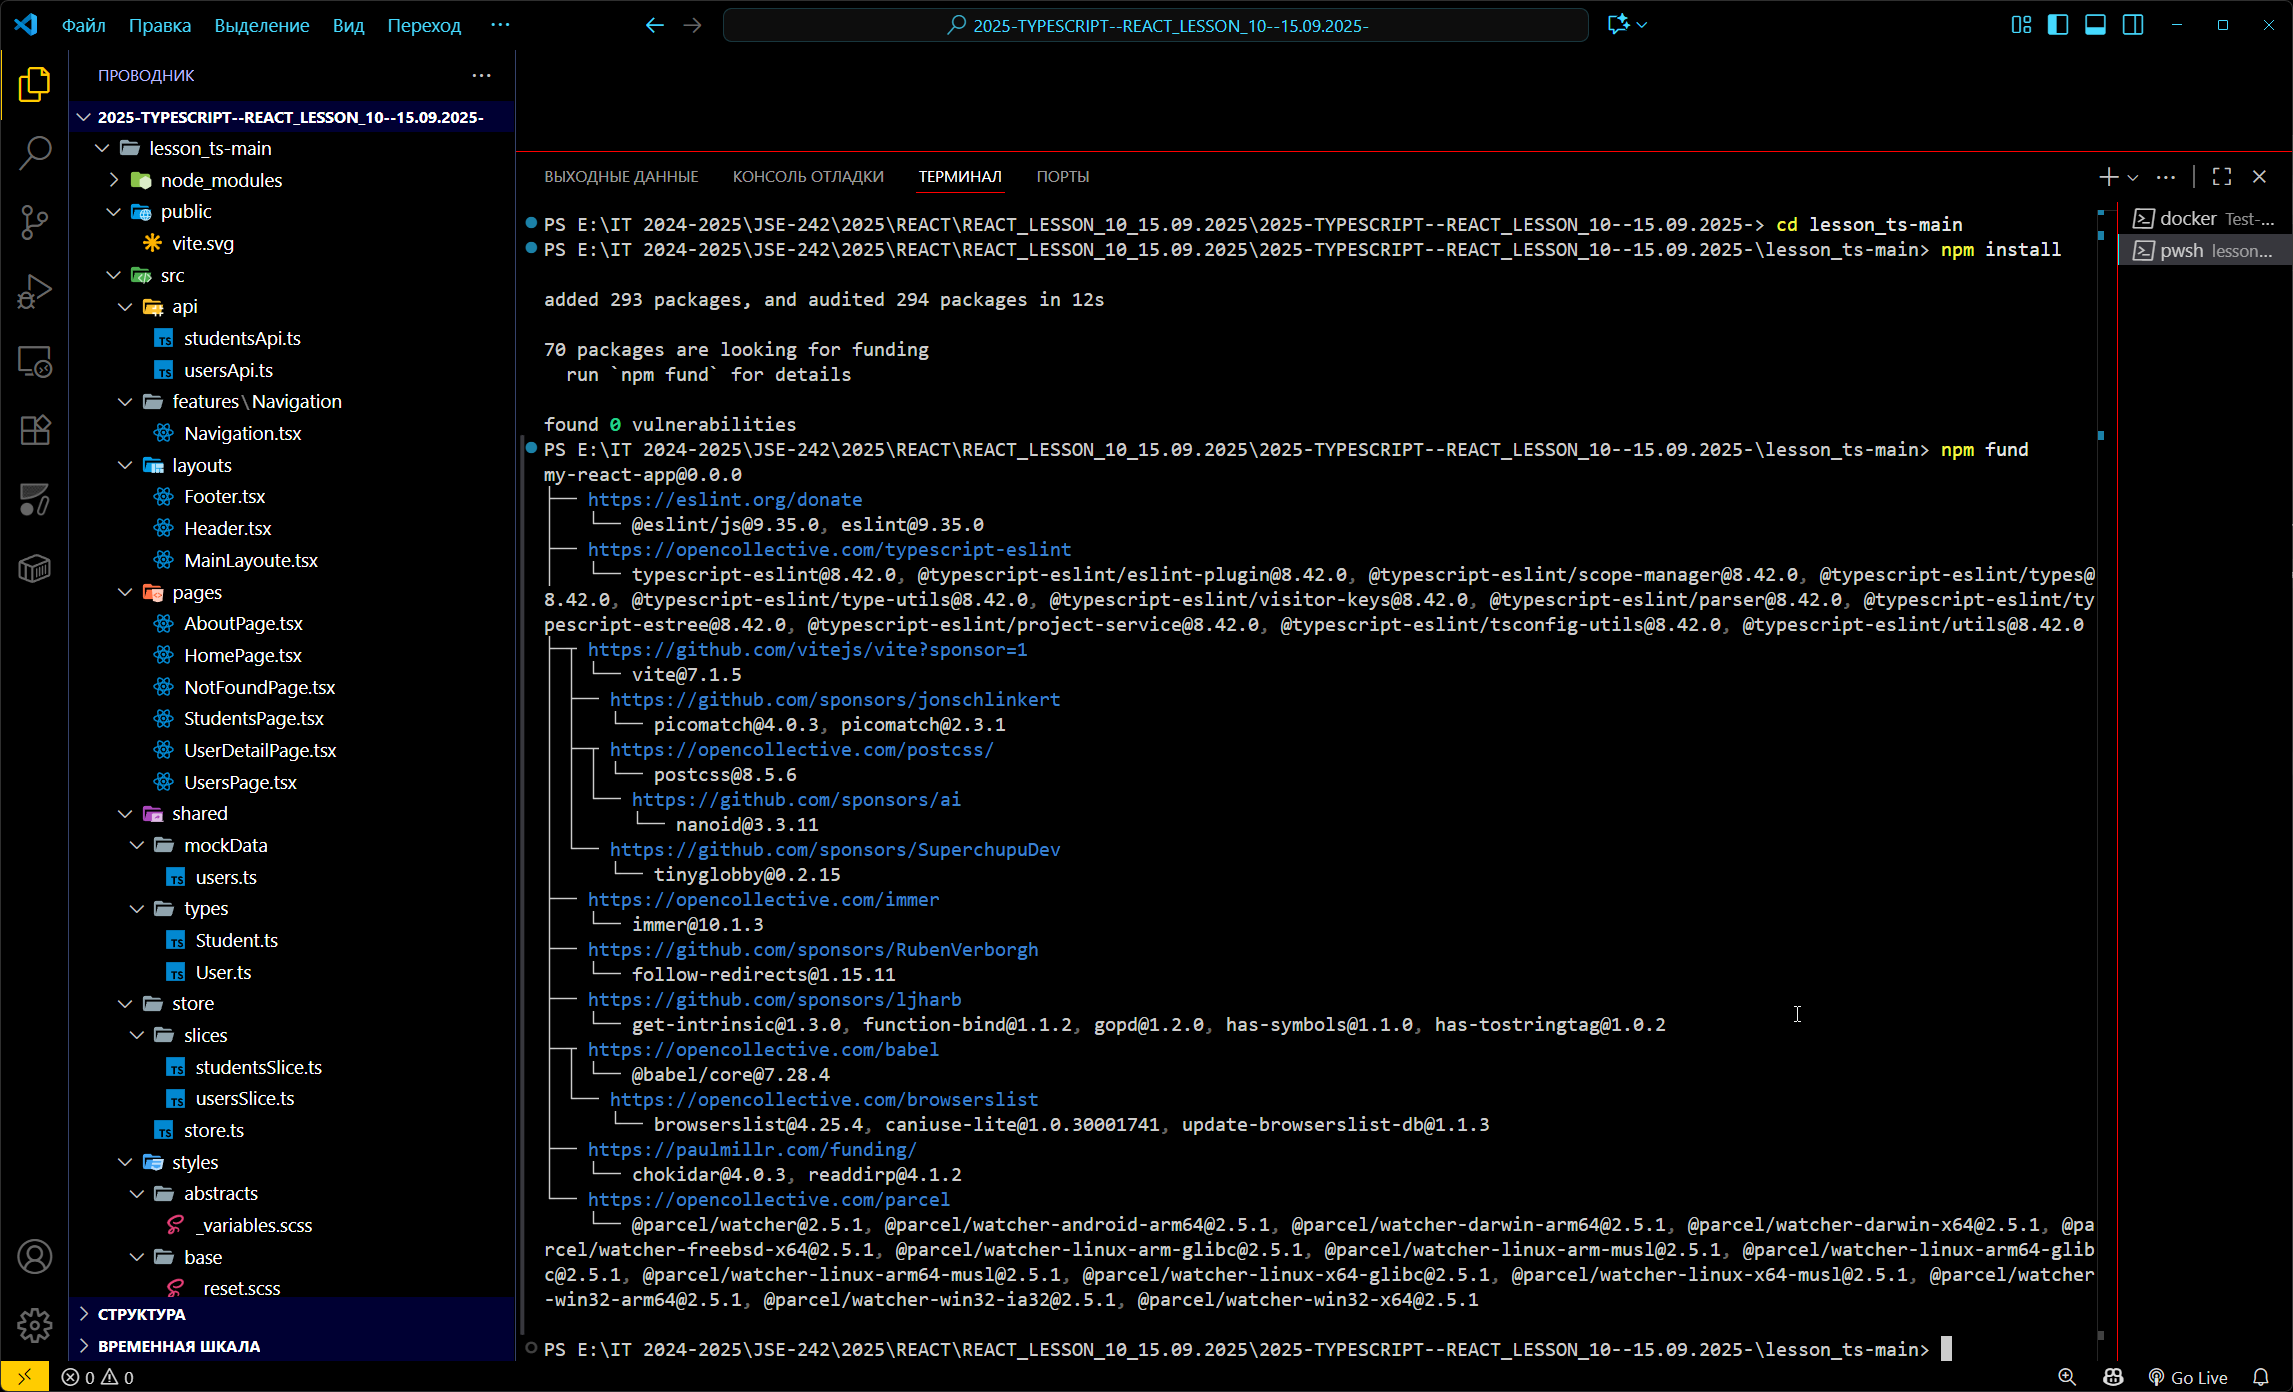 Файл Правка Выделение Вид Переход ···
2025-TYPESCRIPT--REACT_LESSON_10--15.09.2025-
ПРОВОДНИК
2025-TYPESCRIPT--REACT_LESSON_10--15.09.2025-
lesson_ts-main
node_modules
public
vite.svg
src
api
studentsApi.ts
usersApi.ts
features\Navigation
Navigation.tsx
layouts
Footer.tsx
Header.tsx
MainLayoute.tsx
pages
AboutPage.tsx
HomePage.tsx
NotFoundPage.tsx
StudentsPage.tsx
UserDetailPage.tsx
UsersPage.tsx
shared
mockData
users.ts
types
Student.ts
User.ts
store
slices
studentsSlice.ts
usersSlice.ts
store.ts
styles
abstracts
_variables.scss
base
_reset.scss
СТРУКТУРА
ВРЕМЕННАЯ ШКАЛА
ВЫХОДНЫЕ ДАННЫЕ КОНСОЛЬ ОТЛАДКИ ТЕРМИНАЛ ПОРТЫ
PS E:\IT 2024-2025\JSE-242\2025\REACT\REACT_LESSON_10_15.09.2025\2025-TYPESCRIPT--REACT_LESSON_10--15.09.2025-> cd lesson_ts-main
PS E:\IT 2024-2025\JSE-242\2025\REACT\REACT_LESSON_10_15.09.2025\2025-TYPESCRIPT--REACT_LESSON_10--15.09.2025-\lesson_ts-main> npm install
added 293 packages, and audited 294 packages in 12s
70 packages are looking for funding
run `npm fund` for details
found 0 vulnerabilities
PS E:\IT 2024-2025\JSE-242\2025\REACT\REACT_LESSON_10_15.09.2025\2025-TYPESCRIPT--REACT_LESSON_10--15.09.2025-\lesson_ts-main> npm fund
my-react-app@0.0.0
├── https://eslint.org/donate
│   └── @eslint/js@9.35.0, eslint@9.35.0
├── https://opencollective.com/typescript-eslint
│   └── typescript-eslint@8.42.0, @typescript-eslint/eslint-plugin@8.42.0, @typescript-eslint/scope-manager@8.42.0, @typescript-eslint/types@
8.42.0, @typescript-eslint/type-utils@8.42.0, @typescript-eslint/visitor-keys@8.42.0, @typescript-eslint/parser@8.42.0, @typescript-eslint/ty
pescript-estree@8.42.0, @typescript-eslint/project-service@8.42.0, @typescript-eslint/tsconfig-utils@8.42.0, @typescript-eslint/utils@8.42.0
├─┬ https://github.com/vitejs/vite?sponsor=1
│ │ └── vite@7.1.5
│ ├── https://github.com/sponsors/jonschlinkert
│ │   └── picomatch@4.0.3, picomatch@2.3.1
│ ├─┬ https://opencollective.com/postcss/
│ │ │ └── postcss@8.5.6
│ │ └── https://github.com/sponsors/ai
│ │     └── nanoid@3.3.11
│ └── https://github.com/sponsors/SuperchupuDev
│     └── tinyglobby@0.2.15
├── https://opencollective.com/immer
│   └── immer@10.1.3
├── https://github.com/sponsors/RubenVerborgh
│   └── follow-redirects@1.15.11
├── https://github.com/sponsors/ljharb
│   └── get-intrinsic@1.3.0, function-bind@1.1.2, gopd@1.2.0, has-symbols@1.1.0, has-tostringtag@1.0.2
├─┬ https://opencollective.com/babel
│ │ └── @babel/core@7.28.4
│ └── https://opencollective.com/browserslist
│     └── browserslist@4.25.4, caniuse-lite@1.0.30001741, update-browserslist-db@1.1.3
├── https://paulmillr.com/funding/
│   └── chokidar@4.0.3, readdirp@4.1.2
└── https://opencollective.com/parcel
    └── @parcel/watcher@2.5.1, @parcel/watcher-android-arm64@2.5.1, @parcel/watcher-darwin-arm64@2.5.1, @parcel/watcher-darwin-x64@2.5.1, @pa
rcel/watcher-freebsd-x64@2.5.1, @parcel/watcher-linux-arm-glibc@2.5.1, @parcel/watcher-linux-arm-musl@2.5.1, @parcel/watcher-linux-arm64-glib
c@2.5.1, @parcel/watcher-linux-arm64-musl@2.5.1, @parcel/watcher-linux-x64-glibc@2.5.1, @parcel/watcher-linux-x64-musl@2.5.1, @parcel/watcher
-win32-arm64@2.5.1, @parcel/watcher-win32-ia32@2.5.1, @parcel/watcher-win32-x64@2.5.1
PS E:\IT 2024-2025\JSE-242\2025\REACT\REACT_LESSON_10_15.09.2025\2025-TYPESCRIPT--REACT_LESSON_10--15.09.2025-\lesson_ts-main>
docker Test-...
pwsh lesson...
0 0
Go Live